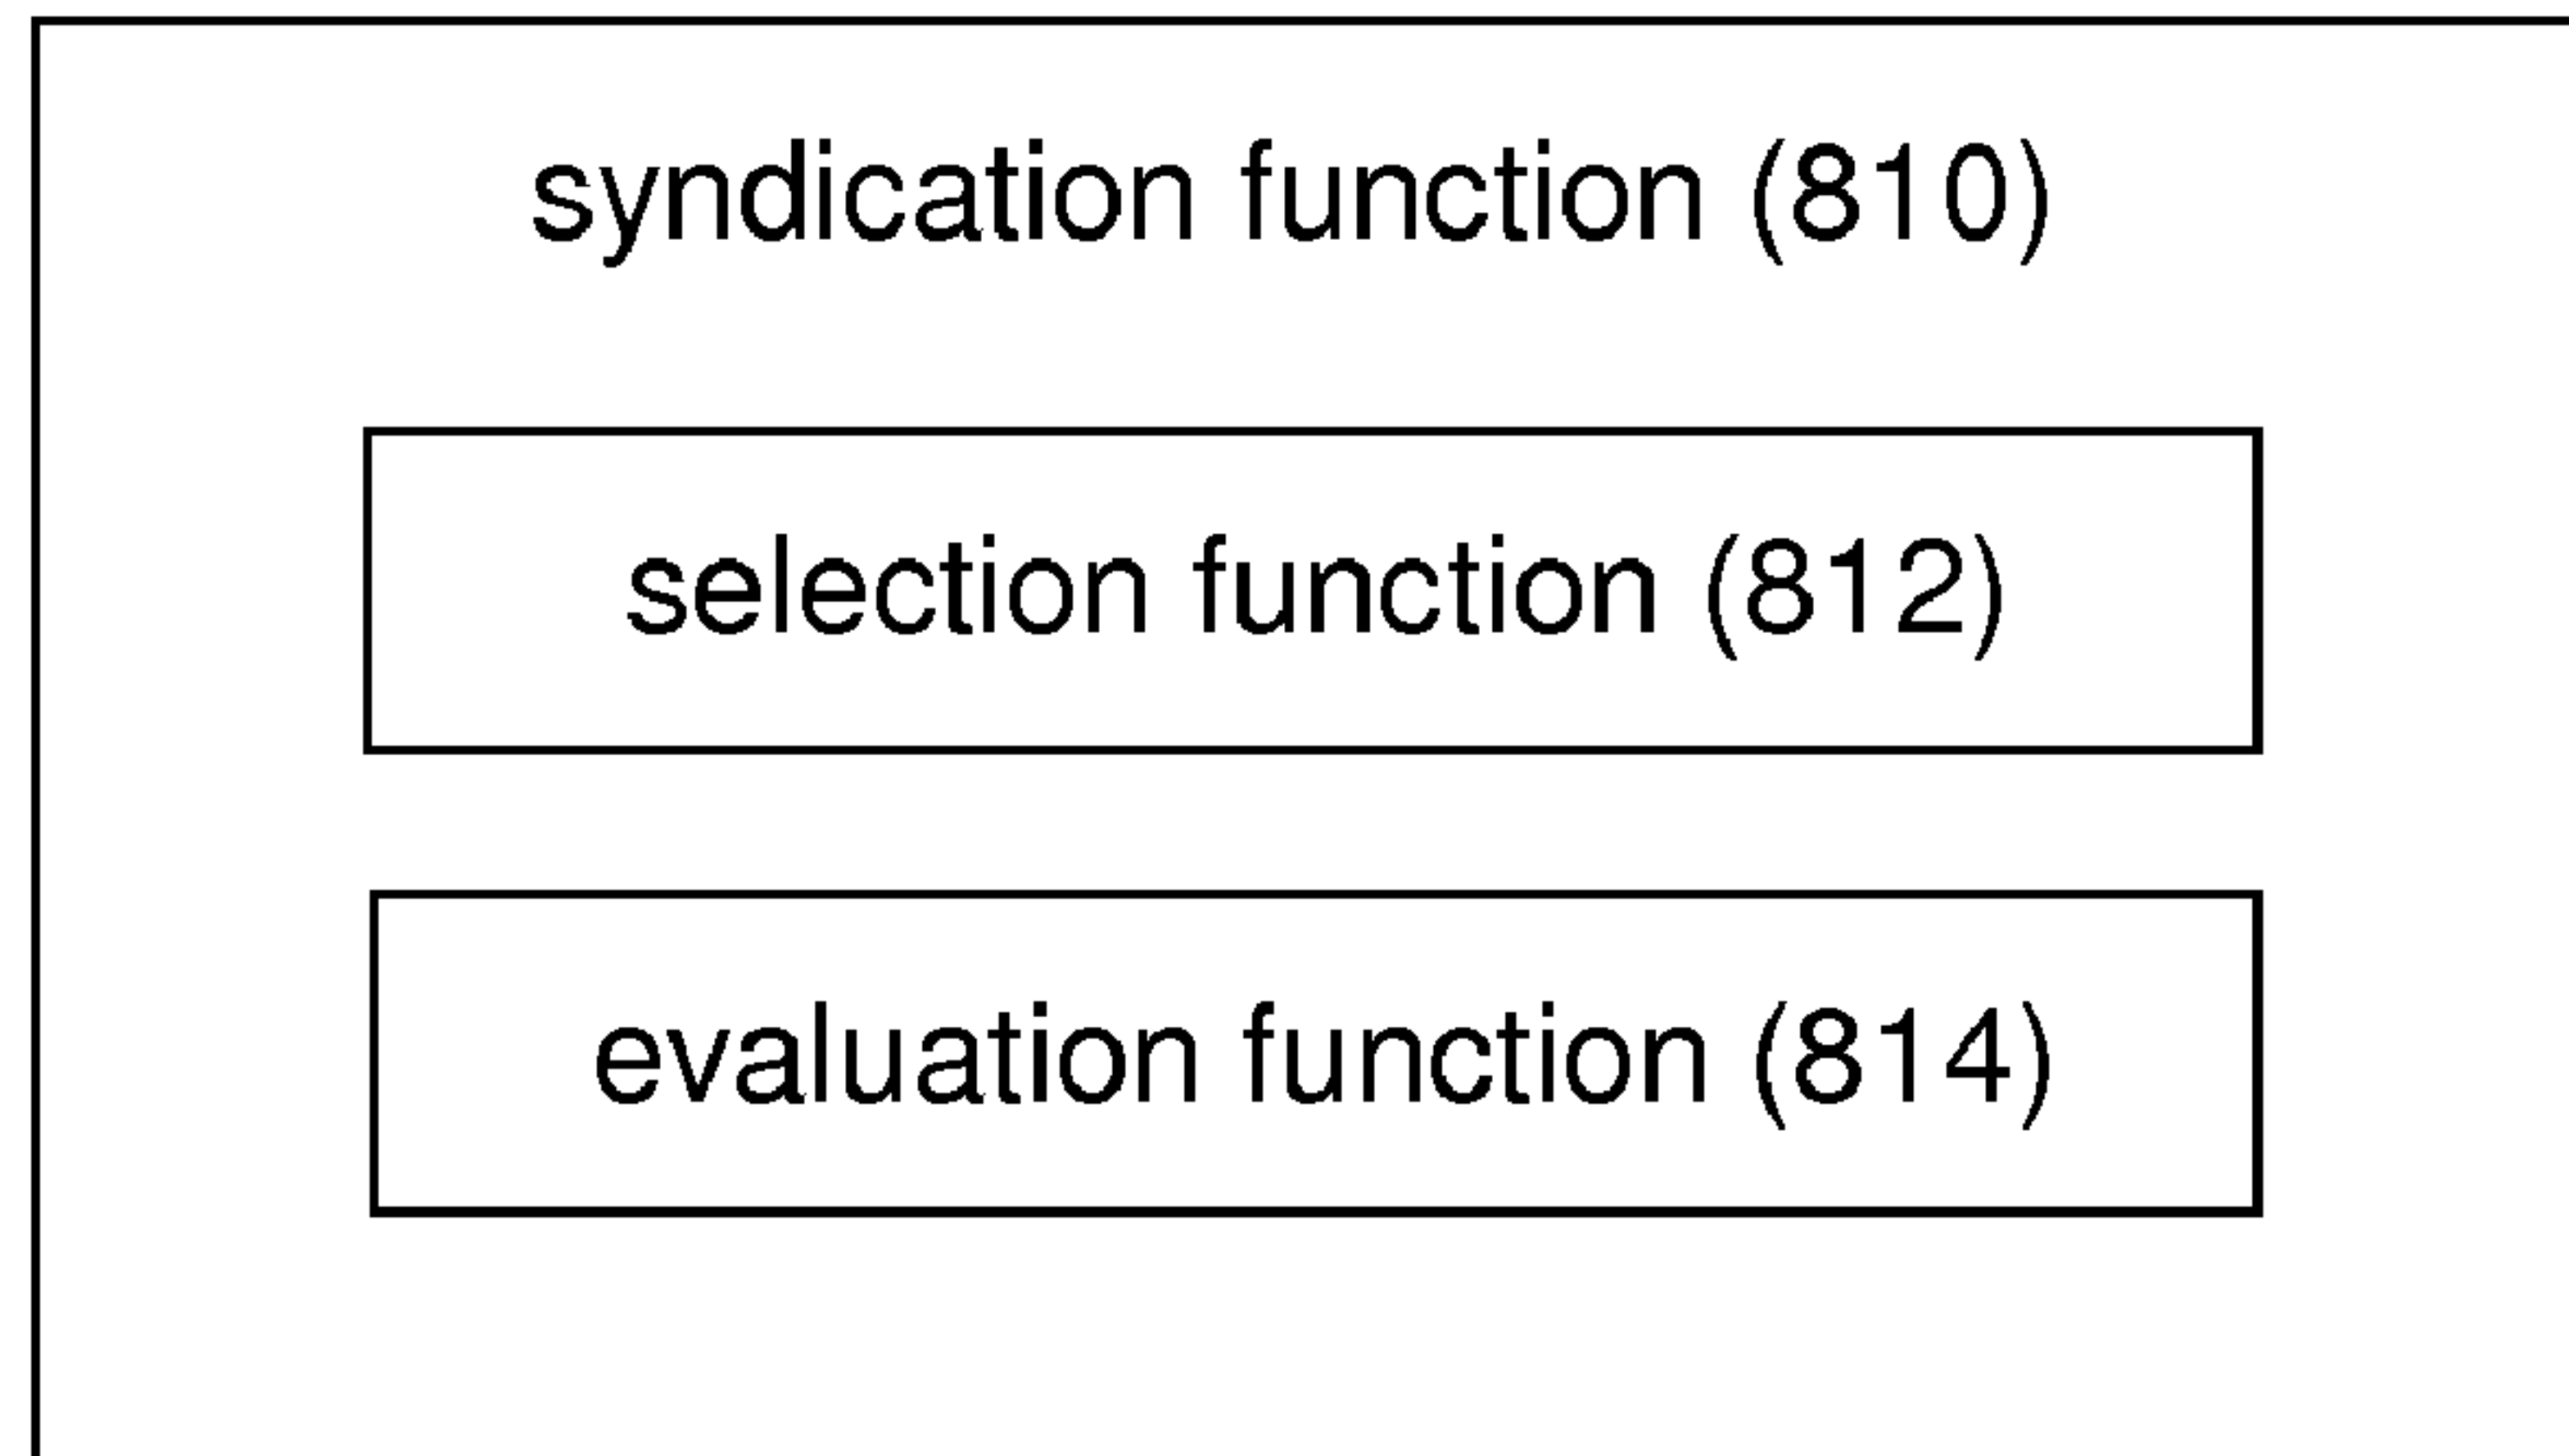 syndication function (810)
selection function (812)
evaluation function (814)